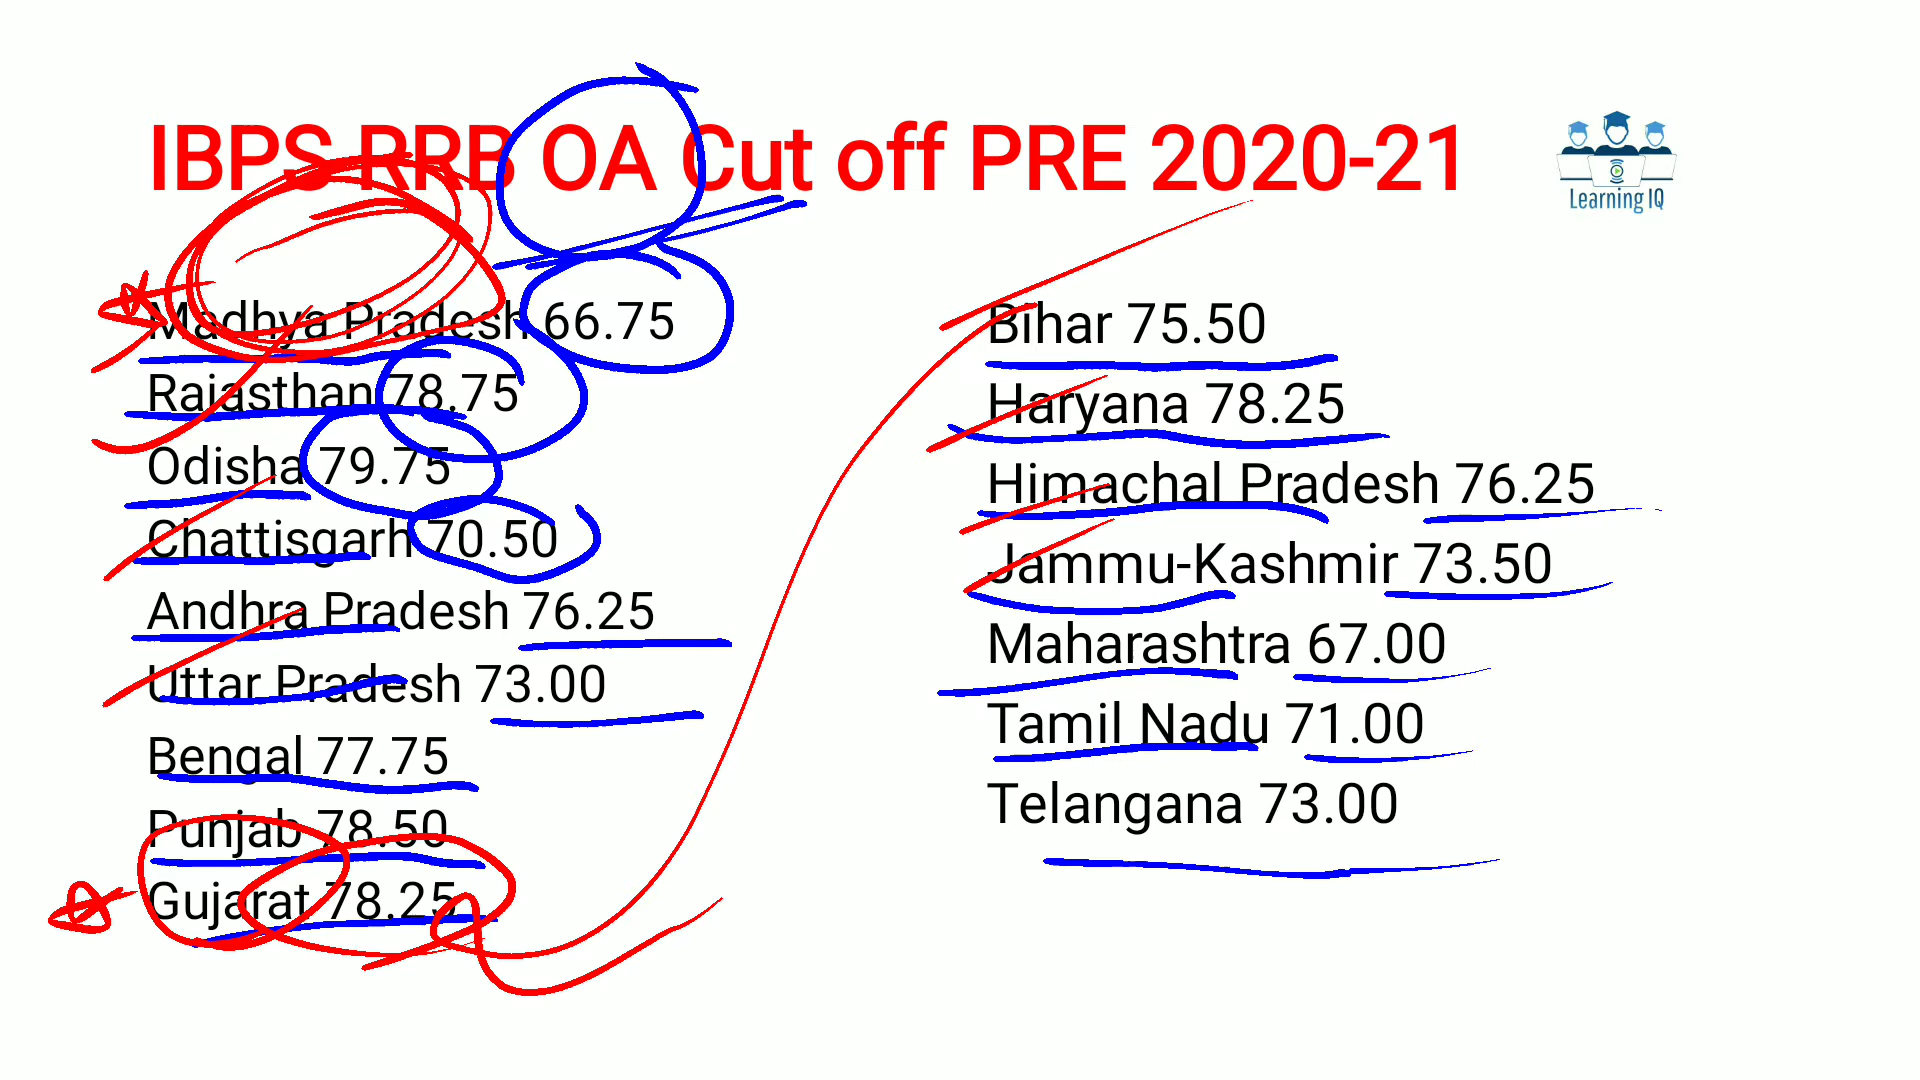 IBPS RRB OA Cut off PRE 2020-21
Learning IQ
Madhya Pradesh 66.75
Rajasthan 78.75
Odisha 79.75
Chattisgarh 70.50
Andhra Pradesh 76.25
Uttar Pradesh 73.00
Bengal 77.75
Punjab 78.50
Gujarat 78.25
Bihar 75.50
Haryana 78.25
Himachal Pradesh 76.25
Jammu-Kashmir 73.50
Maharashtra 67.00
Tamil Nadu 71.00
Telangana 73.00